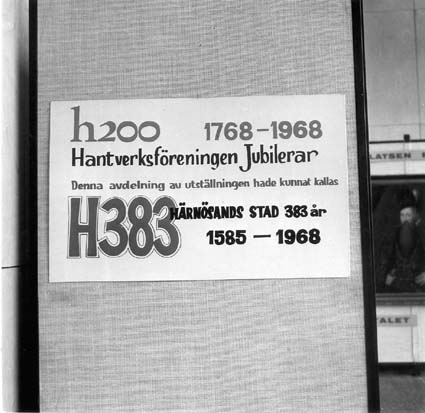 h200 1768–1968
Hantverksföreningen Jubilerar
Denna avdelning av utställningen hade kunnat kallas
H383 HÄRNÖSANDS STAD 383 år
1585 — 1968